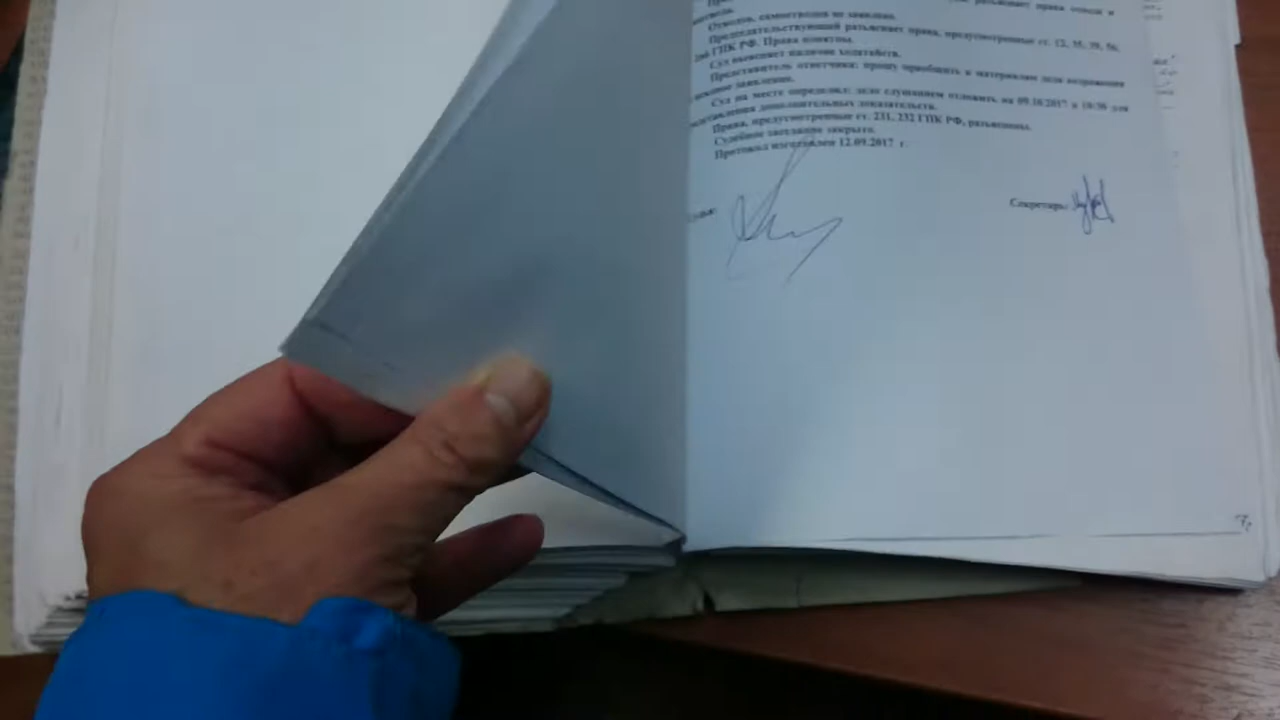 разъясняет права отвода и
Отводов, самоотводов не заявлено.
Председательствующий разъясняет права, предусмотренные ст. 12, 35, 39, 56,
ГПК РФ. Права понятны.
Суд выясняет наличие ходатайств.
Представитель ответчика: прошу приобщить к материалам дела возражения
исковое заявление.
Суд на месте определил: дело слушанием отложить на 09.10.2017 в 10:30 для
дополнительных доказательств.
Права, предусмотренные ст. 231, 232 ГПК РФ, разъяснены.
Судебное заседание закрыто.
Протокол изготовлен 12.09.2017 г.
Секретарь: